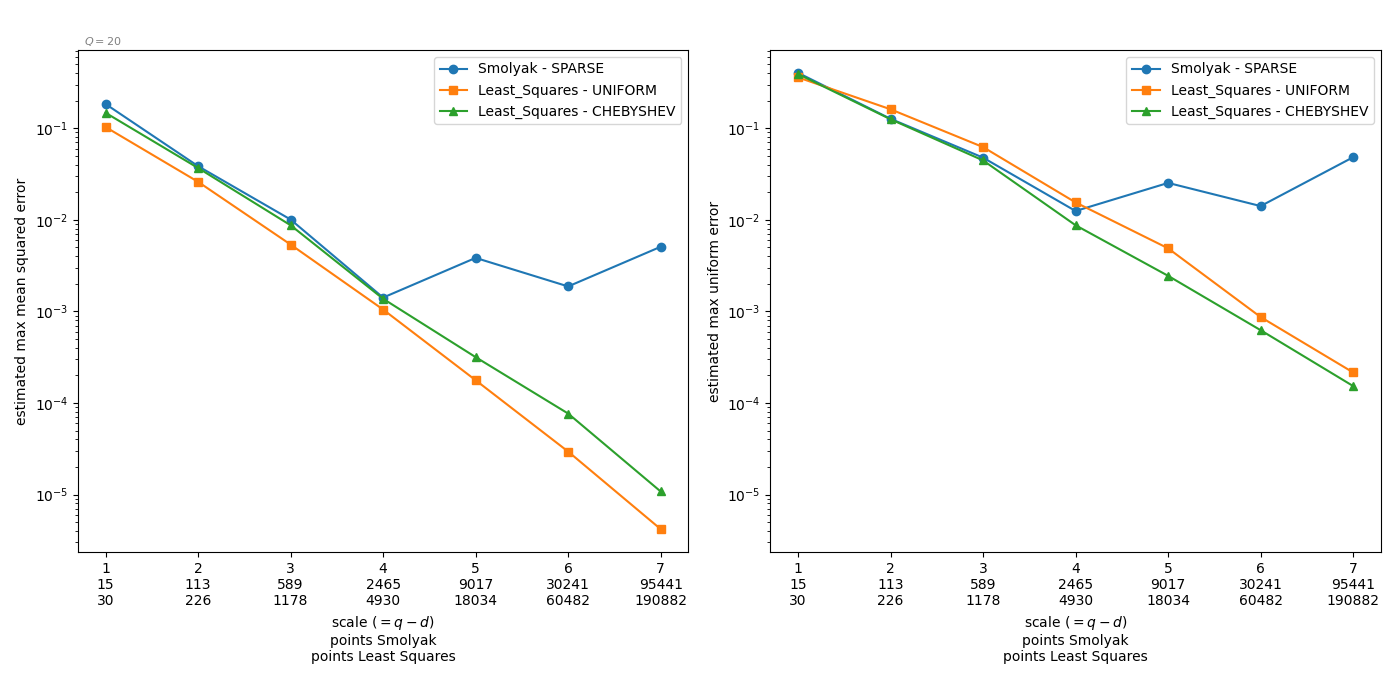 Q = 20
Smolyak - SPARSE
Least_Squares - UNIFORM
Least_Squares - CHEBYSHEV
estimated max mean squared error
10⁻¹
10⁻²
10⁻³
10⁻⁴
10⁻⁵
1 2 3 4 5 6 7
15 113 589 2465 9017 30241 95441
30 226 1178 4930 18034 60482 190882
scale (= q − d)
points Smolyak
points Least Squares
Smolyak - SPARSE
Least_Squares - UNIFORM
Least_Squares - CHEBYSHEV
estimated max uniform error
10⁻¹
10⁻²
10⁻³
10⁻⁴
10⁻⁵
1 2 3 4 5 6 7
15 113 589 2465 9017 30241 95441
30 226 1178 4930 18034 60482 190882
scale (= q − d)
points Smolyak
points Least Squares